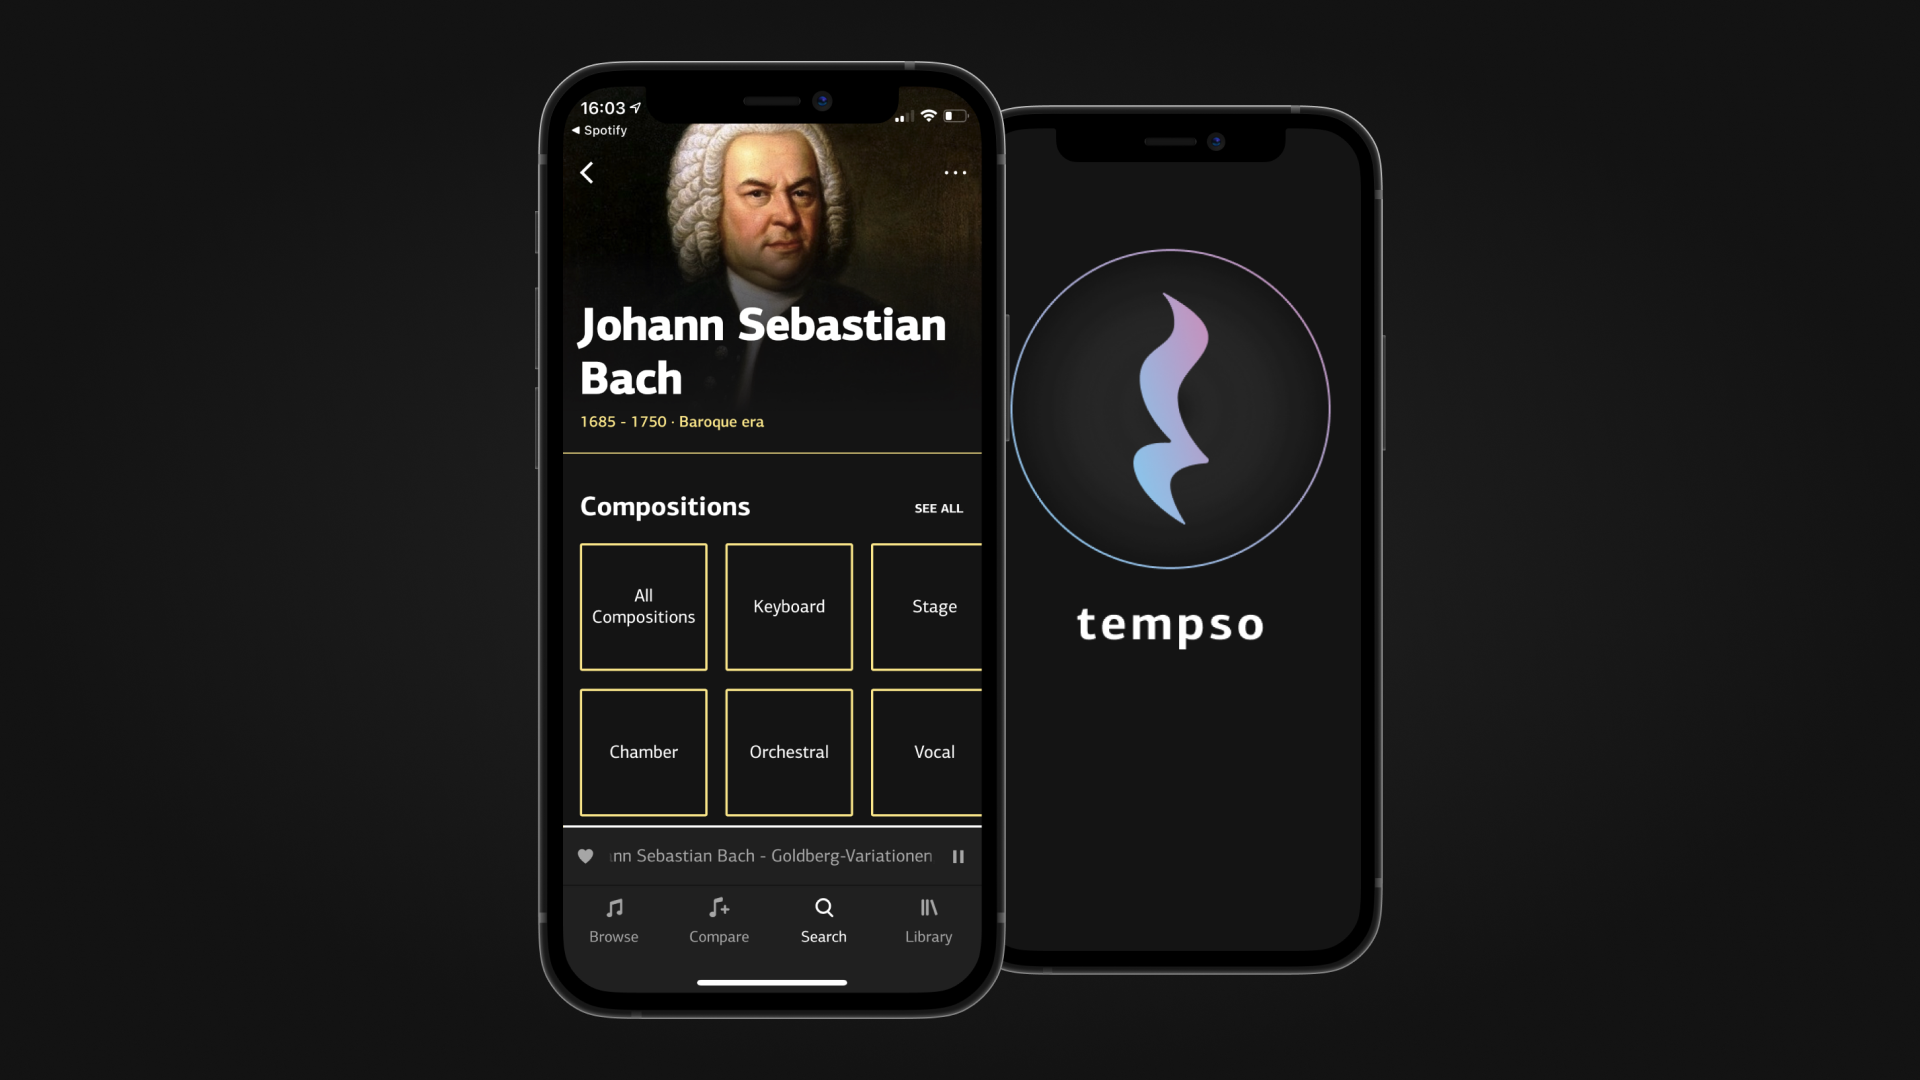 16:03
Spotify
Johann Sebastian
Bach
1685 - 1750 · Baroque era
Compositions
SEE ALL
All
Compositions
Keyboard
Stage
Chamber
Orchestral
Vocal
nn Sebastian Bach - Goldberg-Variationen
Browse
Compare
Search
Library
tempso